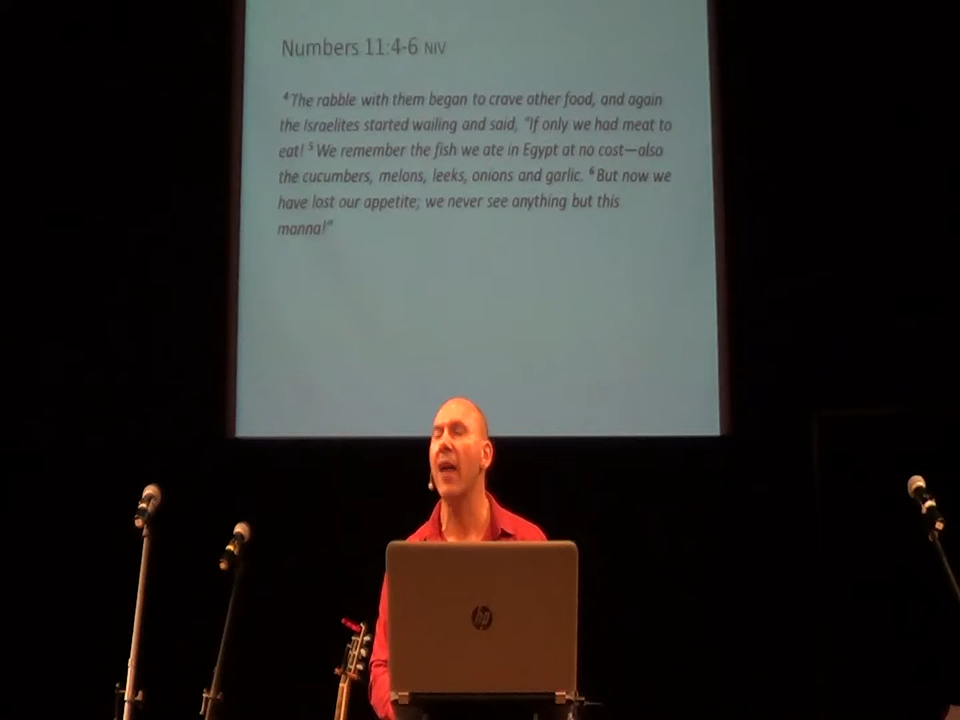 Numbers 11:4-6 NIV
⁴ The rabble with them began to crave other food, and again
the Israelites started wailing and said, “If only we had meat to
eat! ⁵ We remember the fish we ate in Egypt at no cost—also
the cucumbers, melons, leeks, onions and garlic. ⁶ But now we
have lost our appetite; we never see anything but this
manna!”
hp